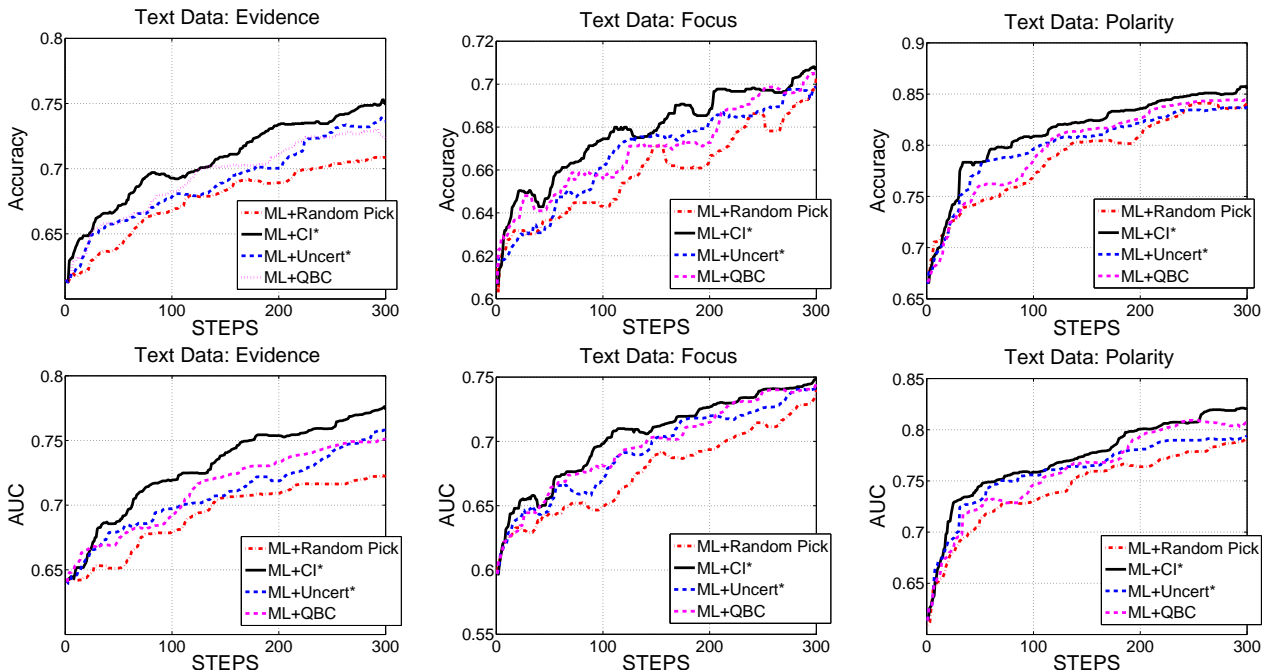 Text Data: Evidence
0.8
0.75
0.7
0.65
Accuracy
0
100
200
300
STEPS
ML+Random Pick
ML+CI*
ML+Uncert*
ML+QBC
Text Data: Focus
0.72
0.7
0.68
0.66
0.64
0.62
0.6
Accuracy
0
100
200
300
STEPS
ML+Random Pick
ML+CI*
ML+Uncert*
ML+QBC
Text Data: Polarity
0.9
0.85
0.8
0.75
0.7
0.65
Accuracy
0
100
200
300
STEPS
ML+Random Pick
ML+CI*
ML+Uncert*
ML+QBC
Text Data: Evidence
0.8
0.75
0.7
0.65
AUC
0
100
200
300
STEPS
ML+Random Pick
ML+CI*
ML+Uncert*
ML+QBC
Text Data: Focus
0.75
0.7
0.65
0.6
0.55
AUC
0
100
200
300
STEPS
ML+Random Pick
ML+CI*
ML+Uncert*
ML+QBC
Text Data: Polarity
0.85
0.8
0.75
0.7
0.65
AUC
0
100
200
300
STEPS
ML+Random Pick
ML+CI*
ML+Uncert*
ML+QBC